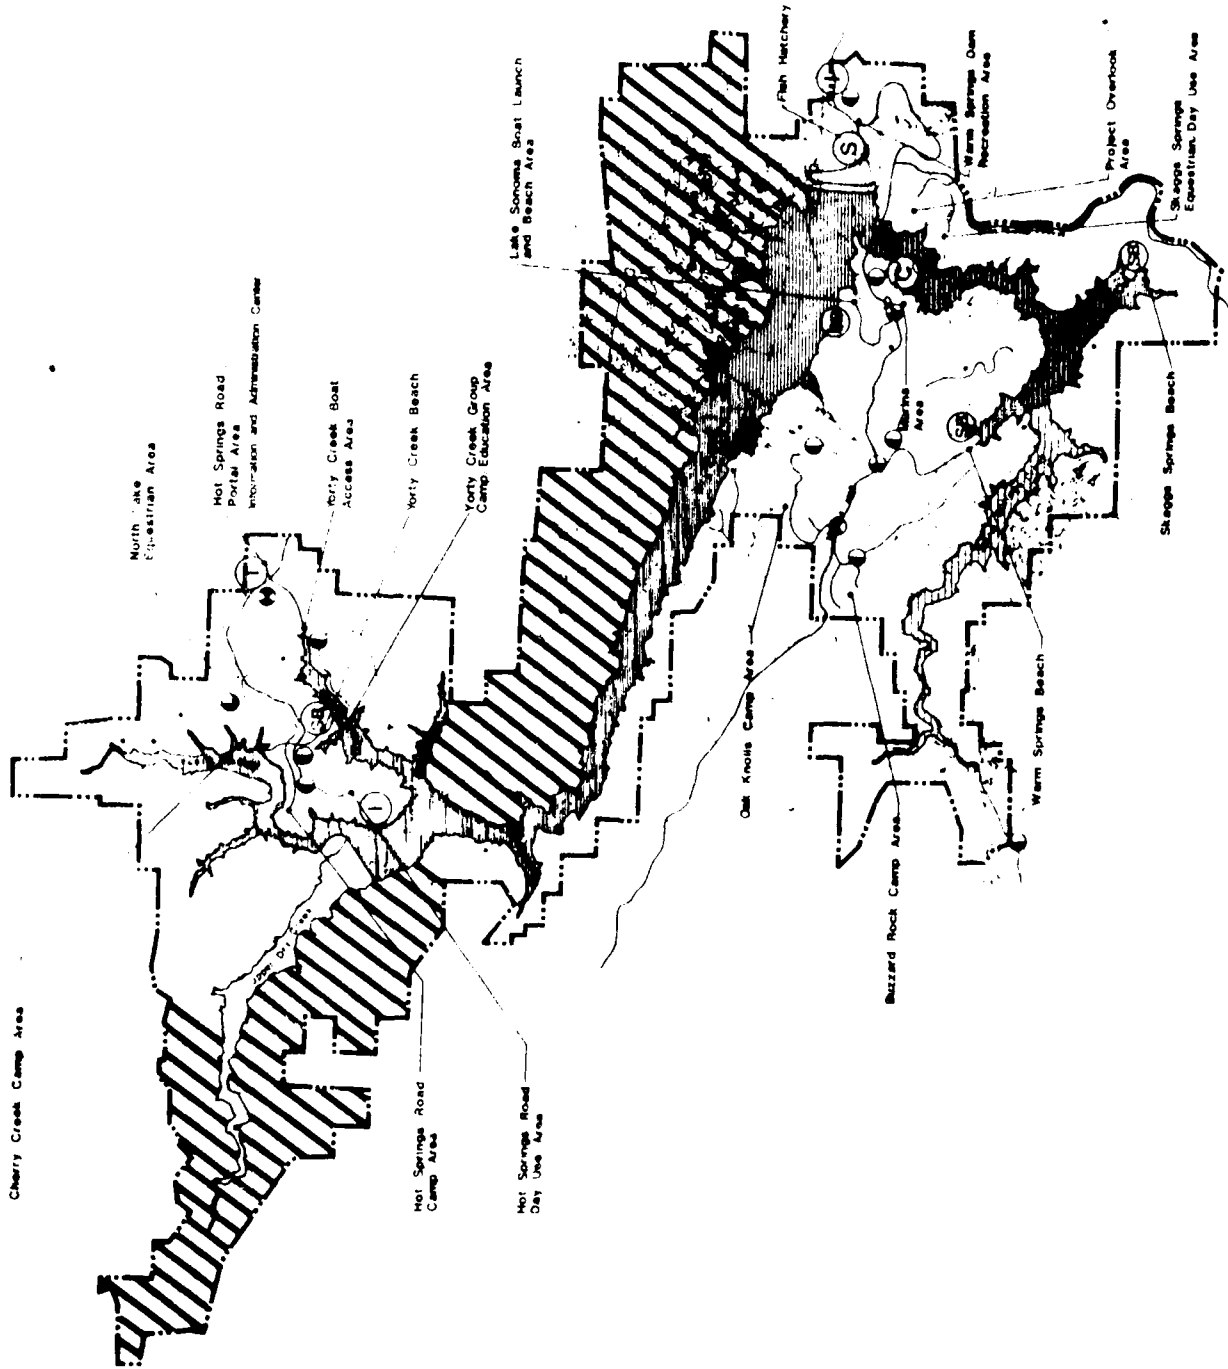 Cherry Creek Camp Area
North Lake
Equestrian Area
Hot Springs Road
Portal Area
Information and Administration Center
Yorty Creek Boat
Access Area
Yorty Creek Beach
Yorty Creek Group
Camp Education Area
Hot Springs Road
Camp Area
Hot Springs Road
Day Use Area
Lake Sonoma Boat Launch
and Beach Area
Fish Hatchery
Warm Springs Dam
Recreation Area
Project Overlook
Area
Skaggs Springs
Equestrian Day Use Area
Marina
Area
Oak Knolls Camp Area
Buzzard Rock Camp Area
Warm Springs Beach
Skaggs Springs Beach
T
SB
I
S
C
SB
SB